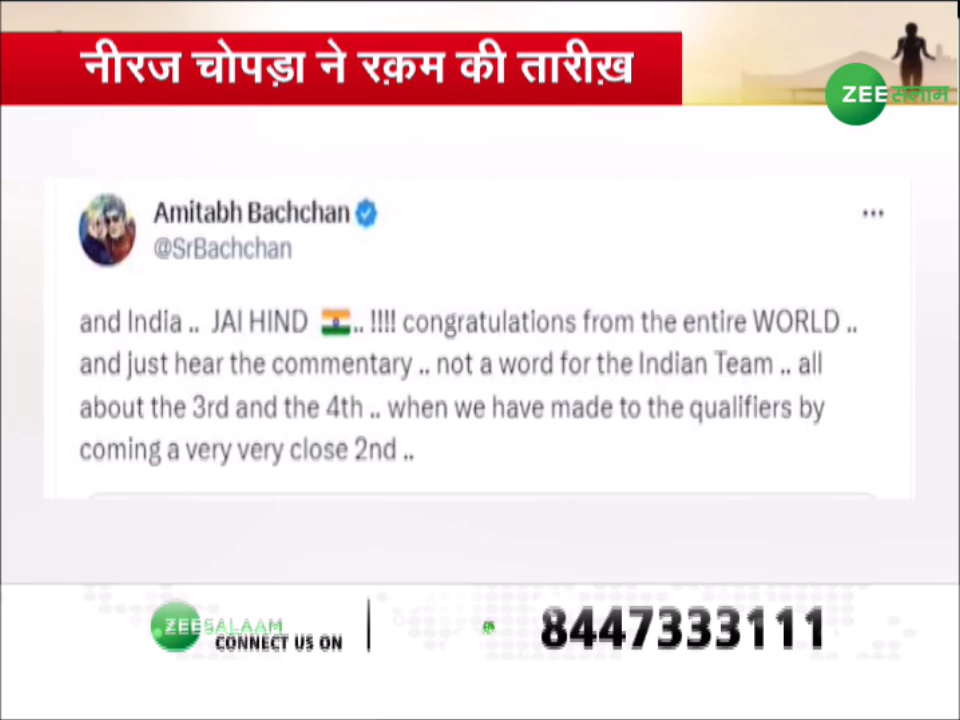 नीरज चोपड़ा ने रक़म की तारीख़
ZEE सलाम
Amitabh Bachchan
@SrBachchan
and India .. JAI HIND 🇮🇳.. !!!! congratulations from the entire WORLD ..
and just hear the commentary .. not a word for the Indian Team .. all
about the 3rd and the 4th .. when we have made to the qualifiers by
coming a very very close 2nd ..
ZEE SALAAM
CONNECT US ON
8447333111